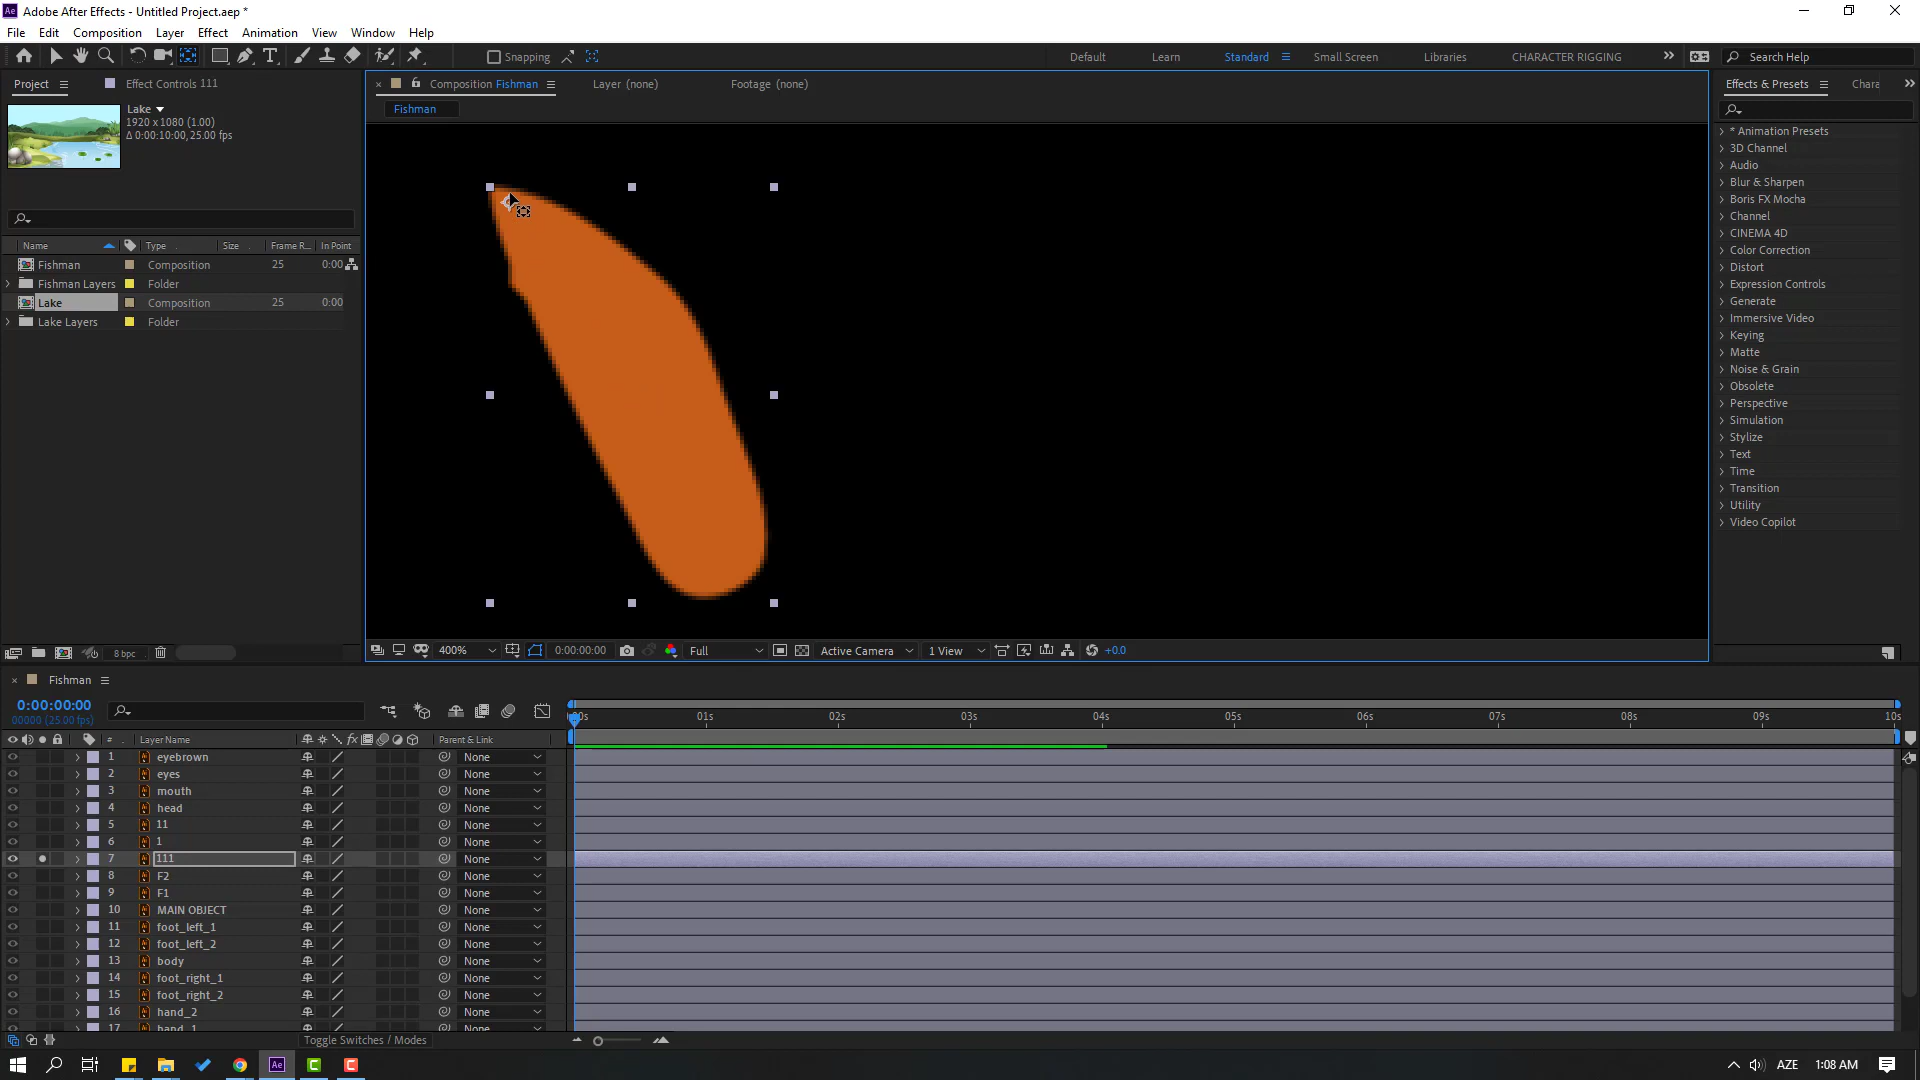 Adobe After Effects - Untitled Project.aep *
File Edit Composition Layer Effect Animation View Window Help
Snapping
Default Learn Standard Small Screen Libraries CHARACTER RIGGING
Search Help
Project
Effect Controls 111
Composition Fishman
Layer (none)
Footage (none)
Effects & Presets
Chara
Lake
1920 x 1080 (1.00)
Δ 0:00:10:00, 25.00 fps
Fishman
Name Type Size Frame R... In Point
Fishman Composition 25 0:00
Fishman Layers Folder
Lake Composition 25 0:00
Lake Layers Folder
* Animation Presets
3D Channel
Audio
Blur & Sharpen
Boris FX Mocha
Channel
CINEMA 4D
Color Correction
Distort
Expression Controls
Generate
Immersive Video
Keying
Matte
Noise & Grain
Obsolete
Perspective
Simulation
Stylize
Text
Time
Transition
Utility
Video Copilot
8 bpc
400% 0:00:00:00 Full Active Camera 1 View +0.0
Fishman
0:00:00:00
00000 (25.00 fps)
00s 01s 02s 03s 04s 05s 06s 07s 08s 09s 10s
# Layer Name fx Parent & Link
1 eyebrown None
2 eyes None
3 mouth None
4 head None
5 11 None
6 1 None
7 111 None
8 F2 None
9 F1 None
10 MAIN OBJECT None
11 foot_left_1 None
12 foot_left_2 None
13 body None
14 foot_right_1 None
15 foot_right_2 None
16 hand_2 None
17 hand_1 None
Toggle Switches / Modes
Ae
C
C
AZE 1:08 AM